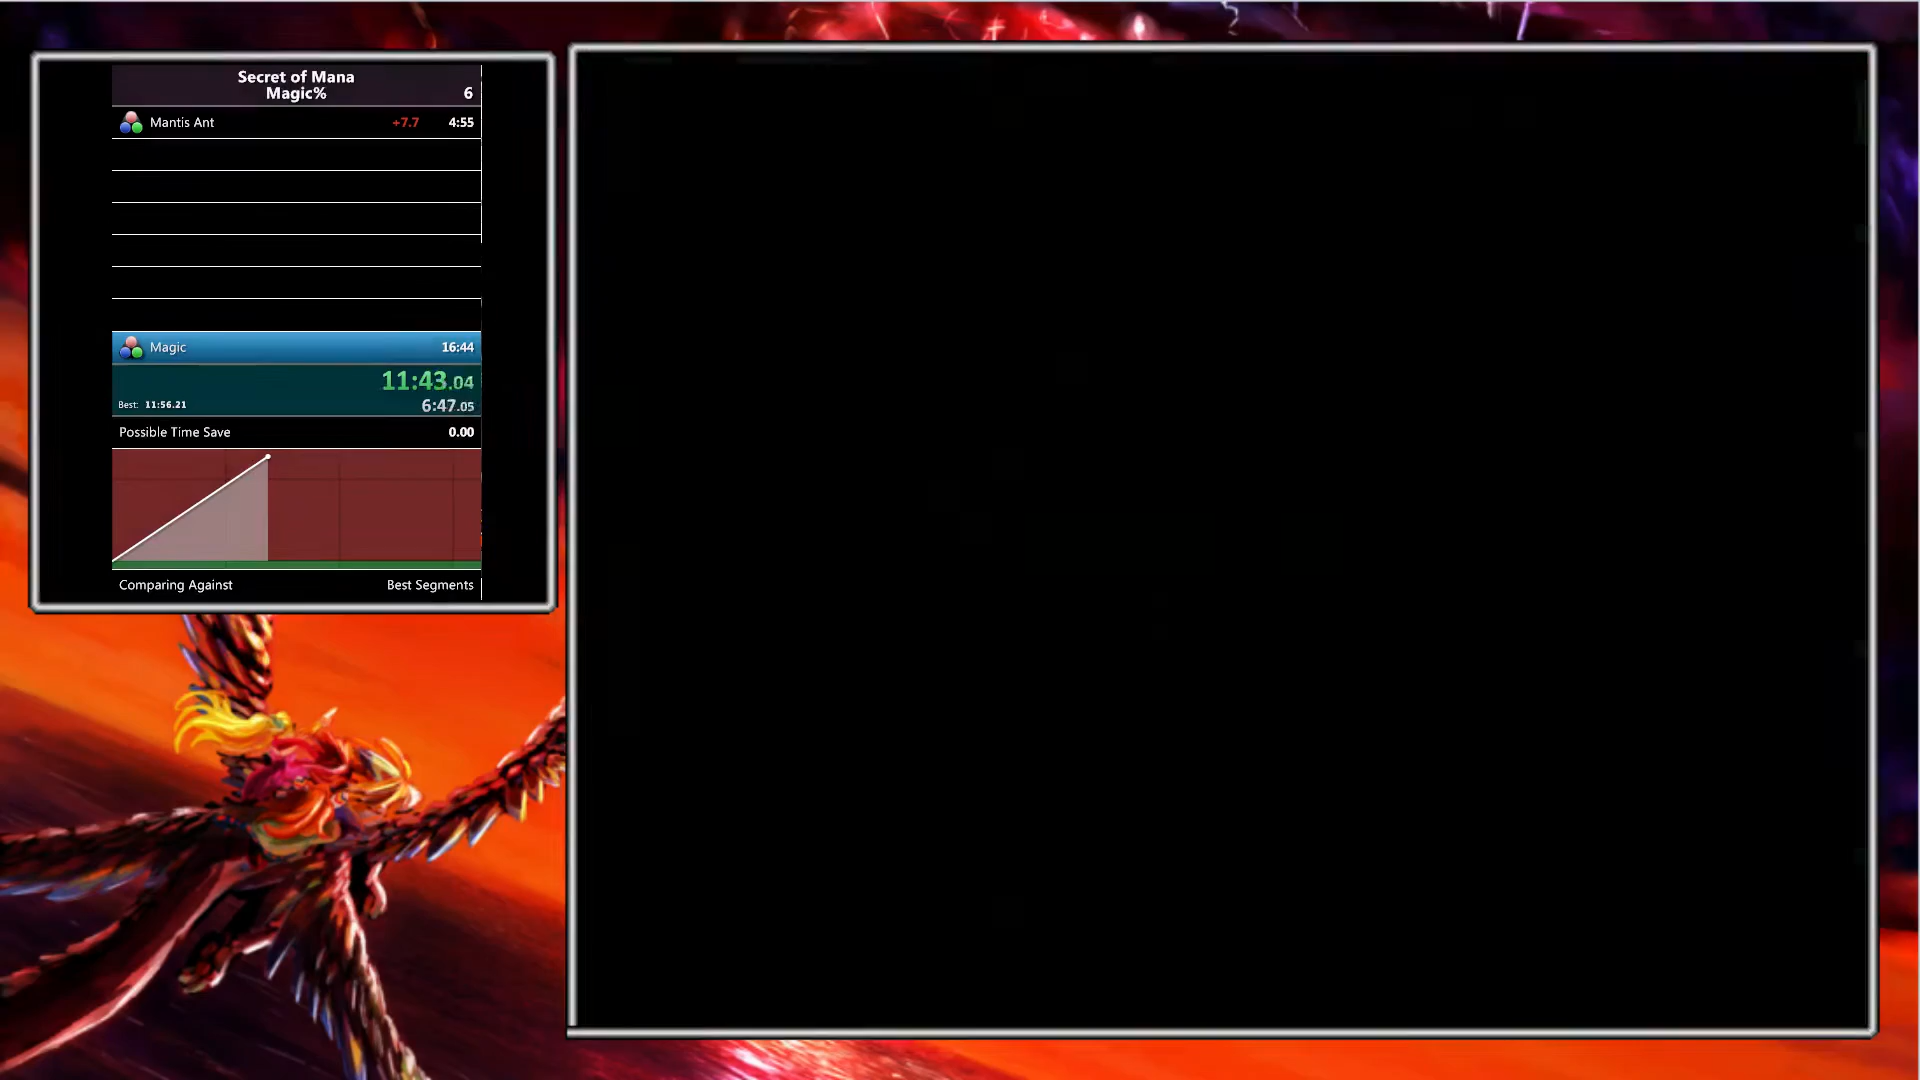 Secret of Mana
Magic% 6
Mantis Ant +7.7 4:55
Magic 16:44
11:43.04
Best: 11:56.21 6:47.05
Possible Time Save 0.00
Comparing Against Best Segments